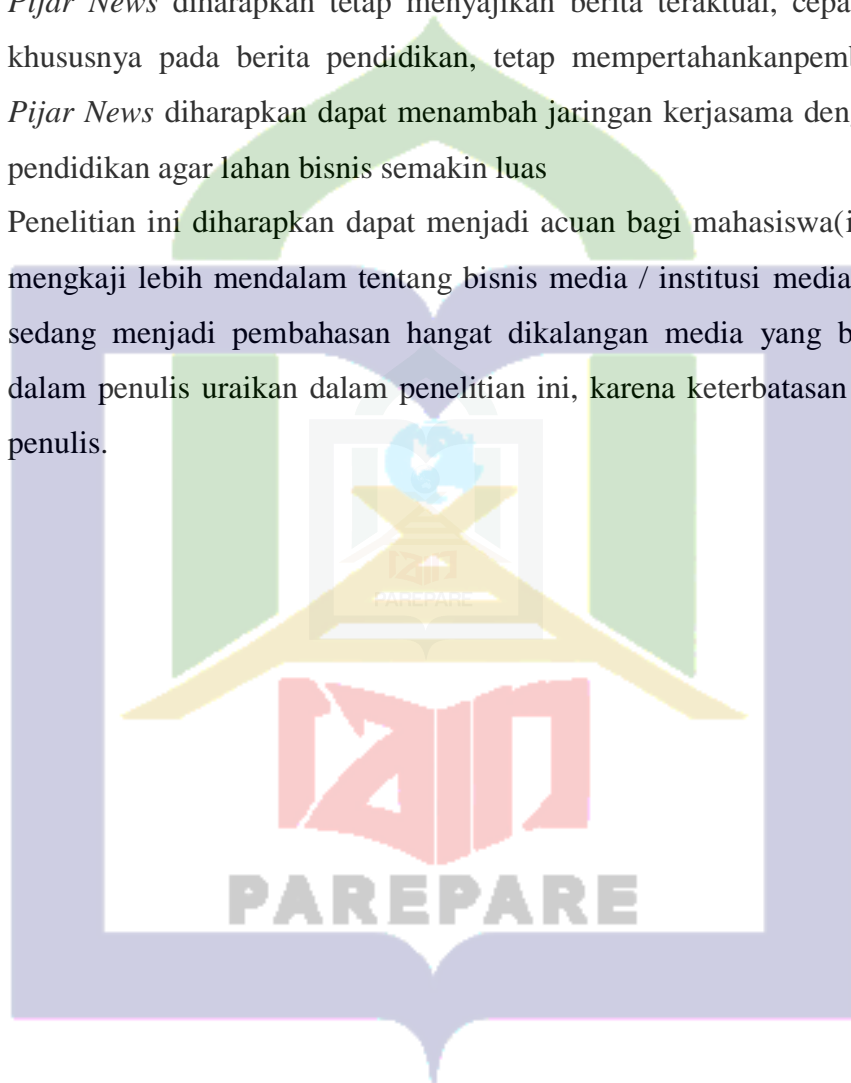 Pijar News diharapkan tetap menyajikan berita teraktual, cepa
khususnya pada berita pendidikan, tetap mempertahankanpemb
Pijar News diharapkan dapat menambah jaringan kerjasama deng
pendidikan agar lahan bisnis semakin luas
Penelitian ini diharapkan dapat menjadi acuan bagi mahasiswa(i
mengkaji lebih mendalam tentang bisnis media / institusi media
sedang menjadi pembahasan hangat dikalangan media yang b
dalam penulis uraikan dalam penelitian ini, karena keterbatasan
penulis.
PAREPARE
iain
PAREPARE